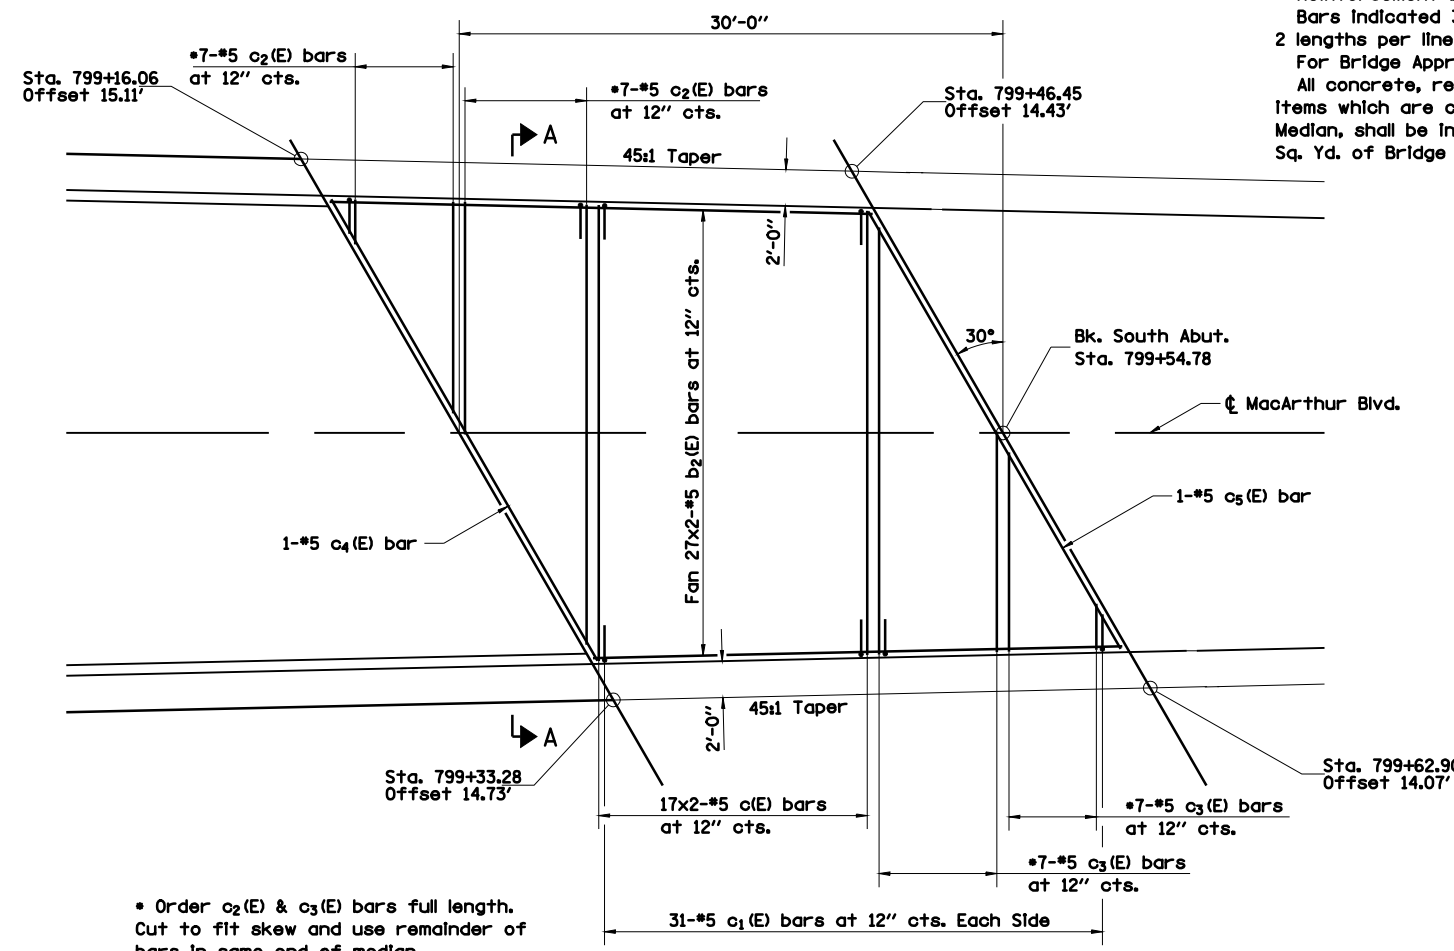 Bars indicated
2 lengths per line
For Bridge
All concrete,
items which are
Median, shall be
Sq. Yd. of Bridge
30'-0"
*7-#5 c2(E) bars
at 12" cts.
Sta. 799+16.06
Offset 15.11'
*7-#5 c2(E) bars
at 12" cts.
Sta. 799+46.45
Offset 14.43'
A
45:1 Taper
2'-0"
Fan 27x2-#5 b2(E) bars at 12" cts.
30°
Bk. South Abut.
Sta. 799+54.78
℄ MacArthur Blvd.
1-#5 c5(E) bar
1-#5 c4(E) bar
45:1 Taper
2'-0"
A
Sta. 799+33.28
Offset 14.73'
Sta. 799+62.90
Offset 14.07'
17x2-#5 c(E) bars
at 12" cts.
*7-#5 c3(E) bars
at 12" cts.
*7-#5 c3(E) bars
at 12" cts.
31-#5 c1(E) bars at 12" cts. Each Side
* Order c2(E) & c3(E) bars full length.
Cut to fit skew and use remainder of
bars in same end of median.